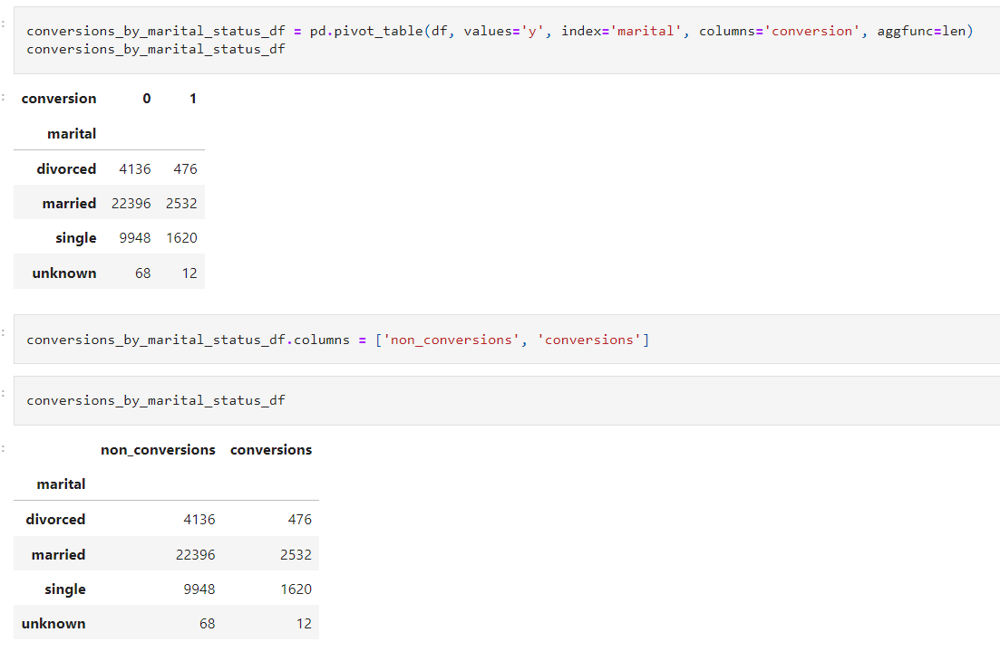 conversions_by_marital_status_df = pd.pivot_table(df, values='y', index='marital', columns='conversion', aggfunc=len)
conversions_by_marital_status_df
conversion 0 1
marital
divorced 4136 476
married 22396 2532
single 9948 1620
unknown 68 12
conversions_by_marital_status_df.columns = ['non_conversions', 'conversions']
conversions_by_marital_status_df
non_conversions conversions
marital
divorced 4136 476
married 22396 2532
single 9948 1620
unknown 68 12